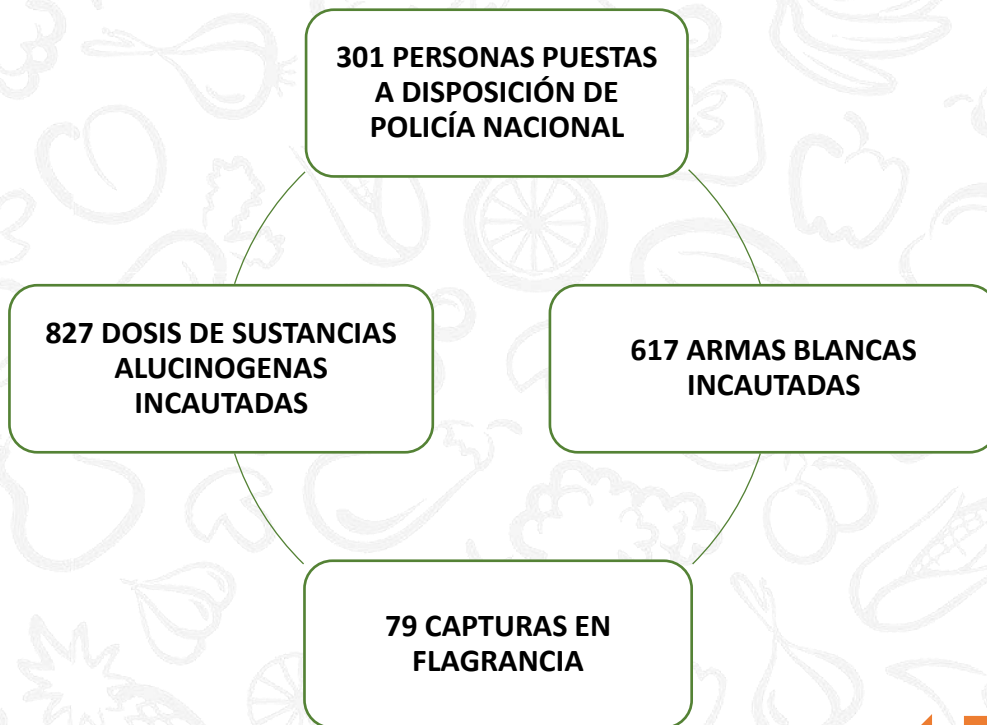 301 PERSONAS PUESTAS
A DISPOSICIÓN DE
POLICÍA NACIONAL
827 DOSIS DE SUSTANCIAS
ALUCINOGENAS
INCAUTADAS
617 ARMAS BLANCAS
INCAUTADAS
79 CAPTURAS EN
FLAGRANCIA